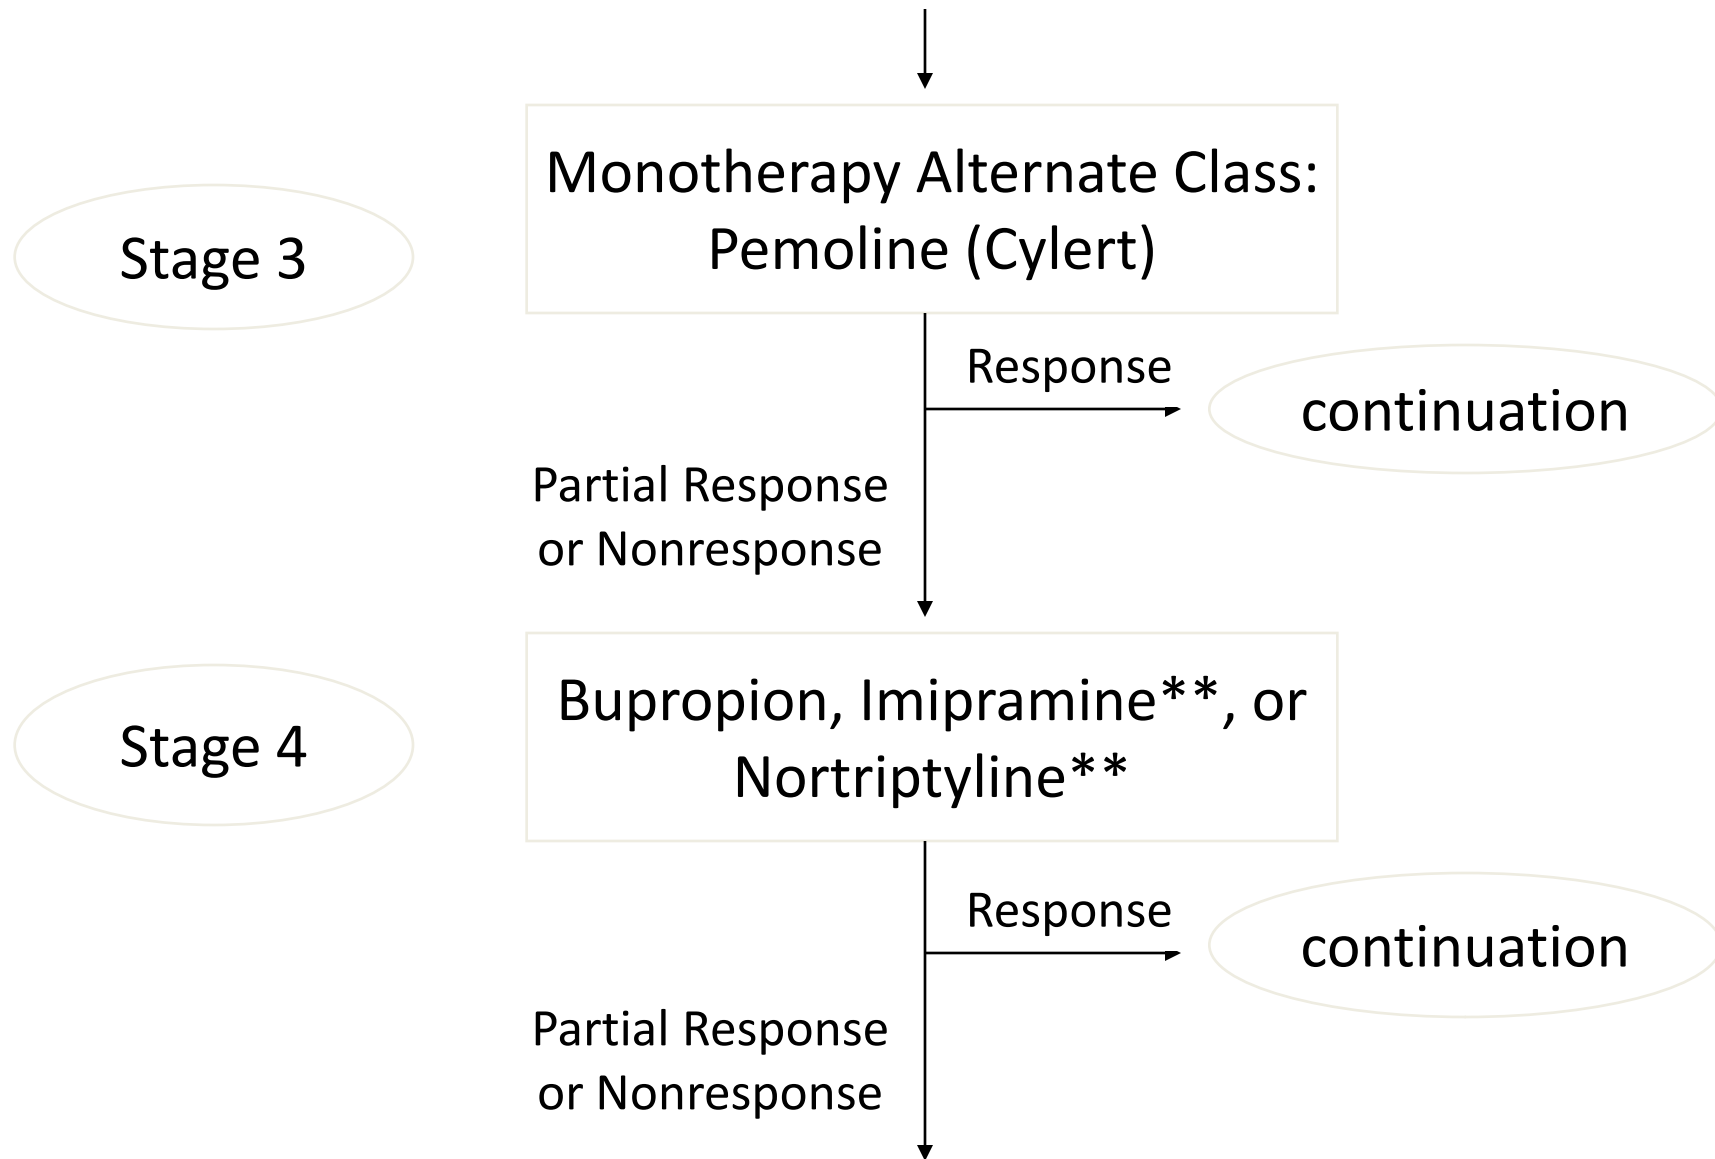 Monotherapy Alternate Class:
Pemoline (Cylert)
Stage 3
Response
continuation
Partial Response
or Nonresponse
Bupropion, Imipramine**, or
Nortriptyline**
Stage 4
Response
continuation
Partial Response
or Nonresponse